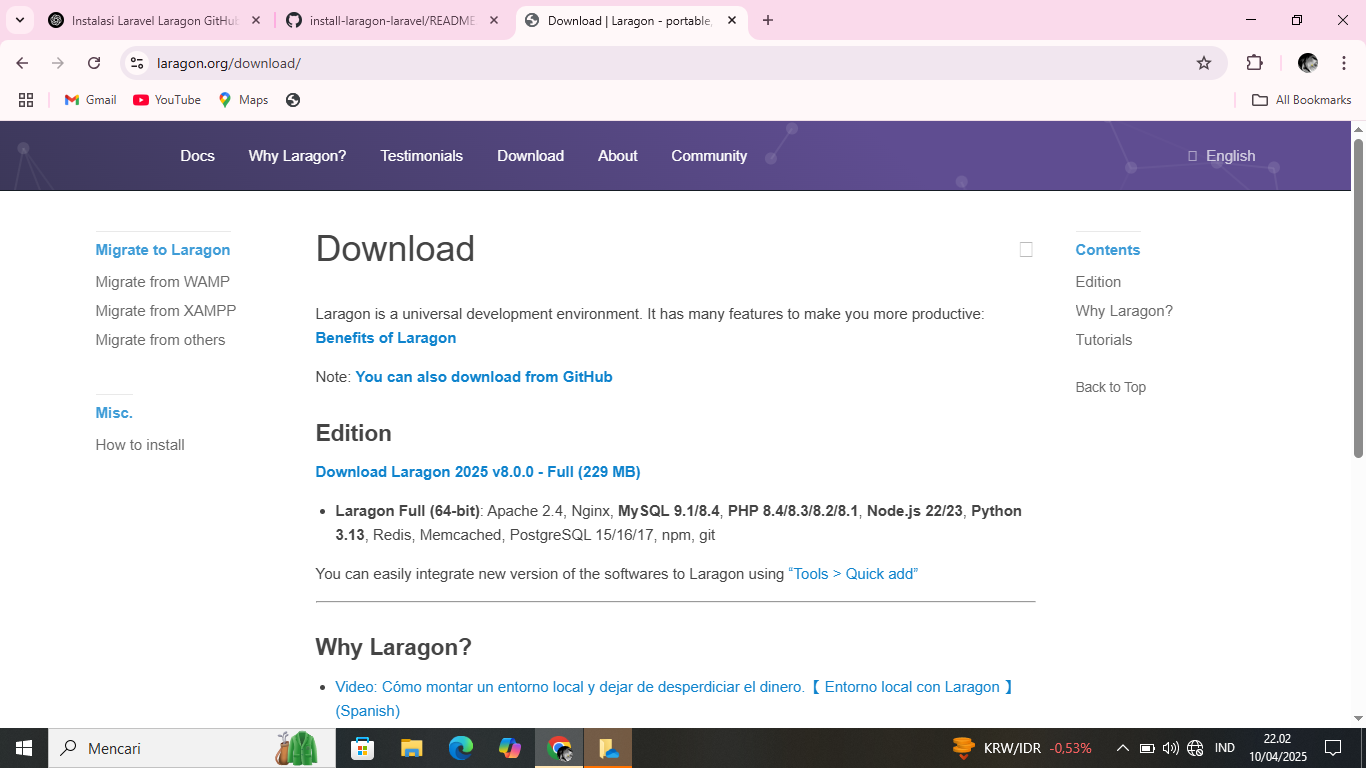 Instalasi Laravel Laragon GitHub
install-laragon-laravel/README
Download | Laragon - portable,
laragon.org/download/
Gmail
YouTube
Maps
All Bookmarks
Docs
Why Laragon?
Testimonials
Download
About
Community
English
Migrate to Laragon
Migrate from WAMP
Migrate from XAMPP
Migrate from others
Misc.
How to install
Download
Laragon is a universal development environment. It has many features to make you more productive:
Benefits of Laragon
Note: You can also download from GitHub
Edition
Download Laragon 2025 v8.0.0 - Full (229 MB)
Laragon Full (64-bit): Apache 2.4, Nginx, MySQL 9.1/8.4, PHP 8.4/8.3/8.2/8.1, Node.js 22/23, Python
3.13, Redis, Memcached, PostgreSQL 15/16/17, npm, git
You can easily integrate new version of the softwares to Laragon using “Tools > Quick add”
Why Laragon?
Video: Cómo montar un entorno local y dejar de desperdiciar el dinero.【 Entorno local con Laragon 】
(Spanish)
Contents
Edition
Why Laragon?
Tutorials
Back to Top
Mencari
KRW/IDR -0,53%
IND
22.02
10/04/2025